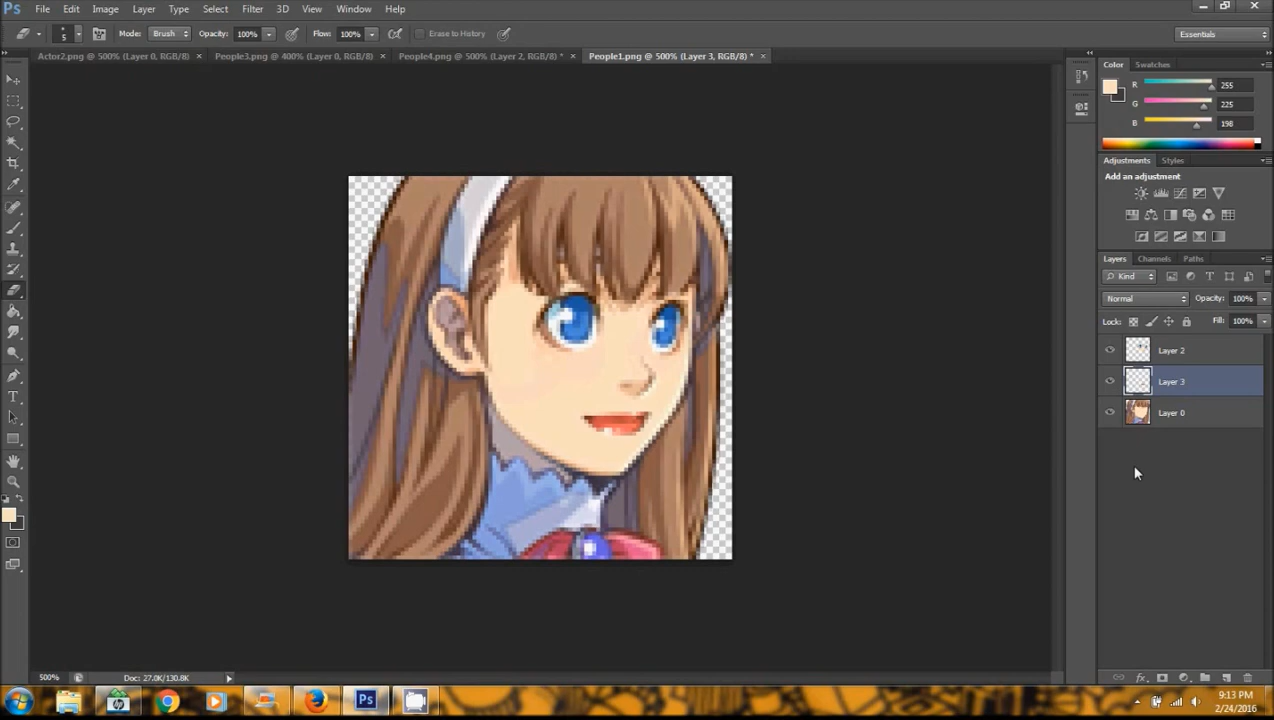 Ps File Edit Image Layer Type Select Filter 3D View Window Help
5 Mode: Brush Opacity: 100% Flow: 100% Erase to History Essentials
Actor2.png @ 500% (Layer 0, RGB/8) × People3.png @ 400% (Layer 0, RGB/8) × People4.png @ 500% (Layer 2, RGB/8) * × People1.png @ 500% (Layer 3, RGB/8) * ×
Color Swatches
R 255
G 225
B 198
Adjustments Styles
Add an adjustment
Layers Channels Paths
Kind
Normal Opacity: 100%
Lock: Fill: 100%
Layer 2
Layer 3
Layer 0
500% Doc: 27.0K/130.8K
Ps 9:13 PM
2/24/2016